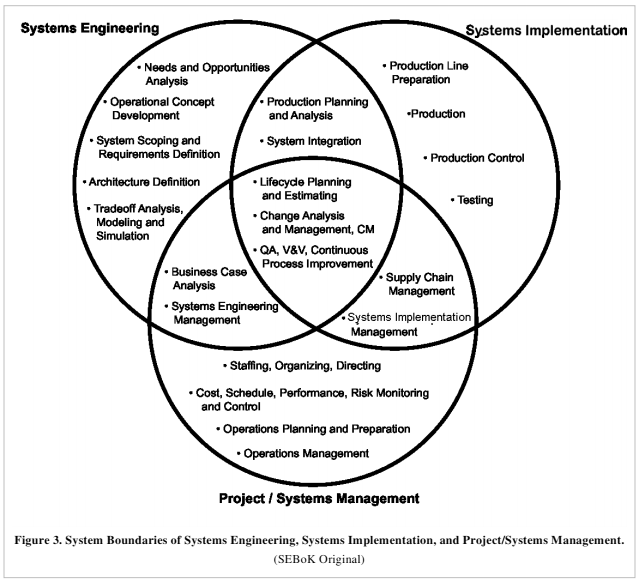 Systems Engineering
Systems Implementation
• Needs and Opportunities
Analysis
• Operational Concept
Development
• System Scoping and
Requirements Definition
• Architecture Definition
• Tradeoff Analysis,
Modeling and
Simulation
• Production Planning
and Analysis
• System Integration
• Production Line
Preparation
•Production
• Production Control
• Testing
• Lifecycle Planning
and Estimating
• Change Analysis
and Management, CM
• QA, V&V, Continuous
Process Improvement
• Business Case
Analysis
• Systems Engineering
Management
• Supply Chain
Management
• Systems Implementation
Management
• Staffing, Organizing, Directing
• Cost, Schedule, Performance, Risk Monitoring
and Control
• Operations Planning and Preparation
• Operations Management
Project / Systems Management
Figure 3. System Boundaries of Systems Engineering, Systems Implementation, and Project/Systems Management.
(SEBoK Original)